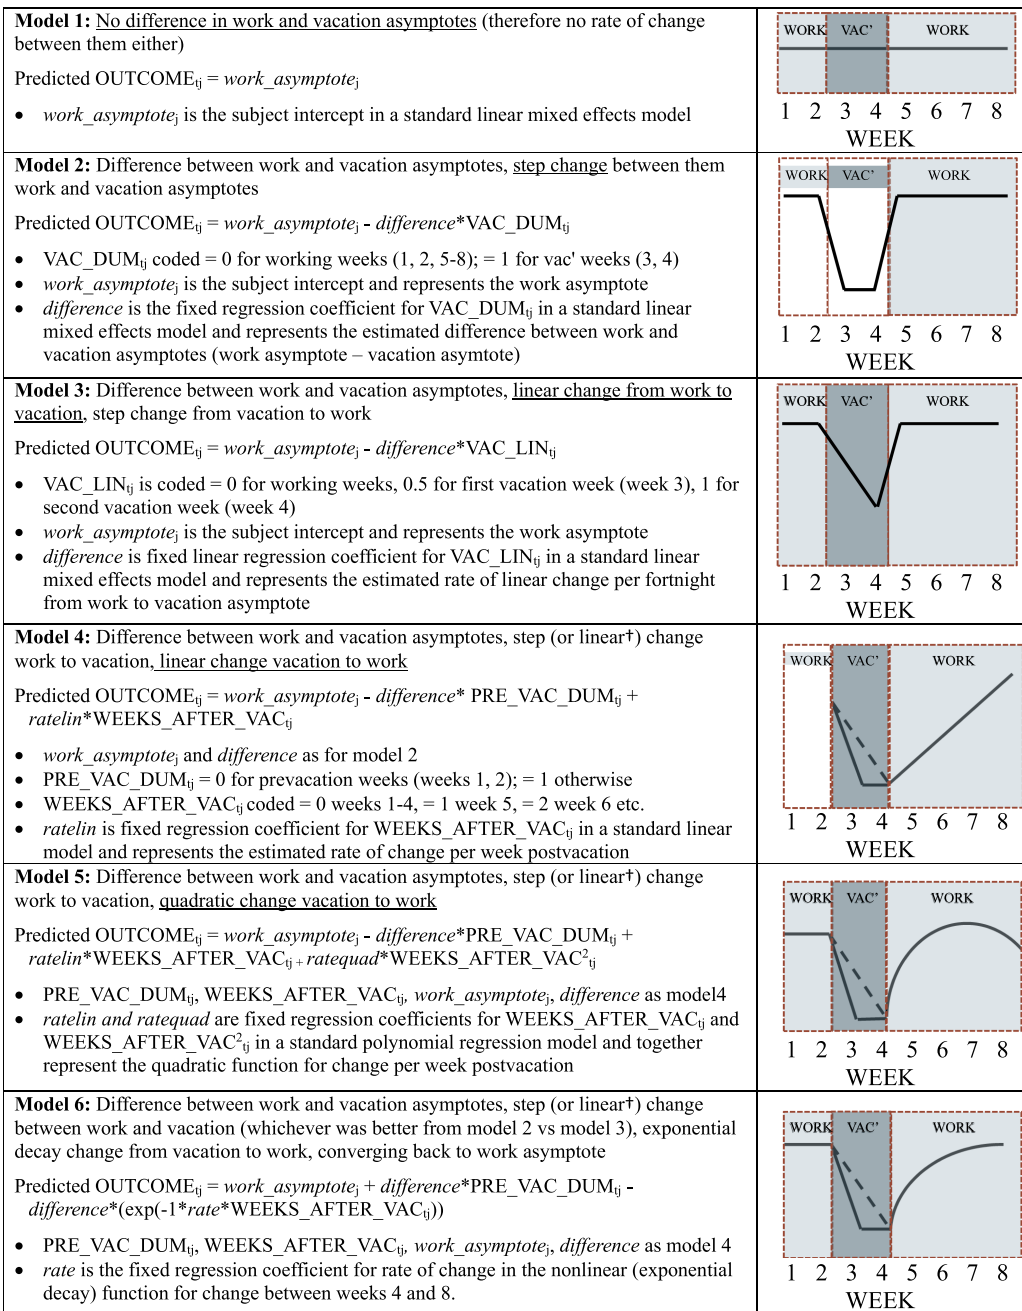 Model 1: No difference in work and vacation asymptotes (therefore no rate of change
between them either)
Predicted OUTCOMEtj = work_asymptotej
• work_asymptotej is the subject intercept in a standard linear mixed effects model
WORK VAC' WORK
1 2 3 4 5 6 7 8
WEEK
Model 2: Difference between work and vacation asymptotes, step change between them
work and vacation asymptotes
Predicted OUTCOMEtj = work_asymptotej - difference*VAC_DUMtj
• VAC_DUMtj coded = 0 for working weeks (1, 2, 5-8); = 1 for vac' weeks (3, 4)
• work_asymptotej is the subject intercept and represents the work asymptote
• difference is the fixed regression coefficient for VAC_DUMtj in a standard linear
mixed effects model and represents the estimated difference between work and
vacation asymptotes (work asymptote – vacation asymtote)
WORK VAC' WORK
1 2 3 4 5 6 7 8
WEEK
Model 3: Difference between work and vacation asymptotes, linear change from work to
vacation, step change from vacation to work
Predicted OUTCOMEtj = work_asymptotej - difference*VAC_LINtj
• VAC_LINtj is coded = 0 for working weeks, 0.5 for first vacation week (week 3), 1 for
second vacation week (week 4)
• work_asymptotej is the subject intercept and represents the work asymptote
• difference is fixed linear regression coefficient for VAC_LINtj in a standard linear
mixed effects model and represents the estimated rate of linear change per fortnight
from work to vacation asymptote
WORK VAC' WORK
1 2 3 4 5 6 7 8
WEEK
Model 4: Difference between work and vacation asymptotes, step (or linear†) change
work to vacation, linear change vacation to work
Predicted OUTCOMEtj = work_asymptotej - difference* PRE_VAC_DUMtj +
ratelin*WEEKS_AFTER_VACtj
• work_asymptotej and difference as for model 2
• PRE_VAC_DUMtj = 0 for prevacation weeks (weeks 1, 2); = 1 otherwise
• WEEKS_AFTER_VACtj coded = 0 weeks 1-4, = 1 week 5, = 2 week 6 etc.
• ratelin is fixed regression coefficient for WEEKS_AFTER_VACtj in a standard linear
model and represents the estimated rate of change per week postvacation
WORK VAC' WORK
1 2 3 4 5 6 7 8
WEEK
Model 5: Difference between work and vacation asymptotes, step (or linear†) change
work to vacation, quadratic change vacation to work
Predicted OUTCOMEtj = work_asymptotej - difference*PRE_VAC_DUMtj +
ratelin*WEEKS_AFTER_VACtj + ratequad*WEEKS_AFTER_VAC²tj
• PRE_VAC_DUMtj, WEEKS_AFTER_VACtj, work_asymptotej, difference as model4
• ratelin and ratequad are fixed regression coefficients for WEEKS_AFTER_VACtj and
WEEKS_AFTER_VAC²tj in a standard polynomial regression model and together
represent the quadratic function for change per week postvacation
WORK VAC' WORK
1 2 3 4 5 6 7 8
WEEK
Model 6: Difference between work and vacation asymptotes, step (or linear†) change
between work and vacation (whichever was better from model 2 vs model 3), exponential
decay change from vacation to work, converging back to work asymptote
Predicted OUTCOMEtj = work_asymptotej + difference*PRE_VAC_DUMtj -
difference*(exp(-1*rate*WEEKS_AFTER_VACtj))
• PRE_VAC_DUMtj, WEEKS_AFTER_VACtj, work_asymptotej, difference as model 4
• rate is the fixed regression coefficient for rate of change in the nonlinear (exponential
decay) function for change between weeks 4 and 8.
WORK VAC' WORK
1 2 3 4 5 6 7 8
WEEK